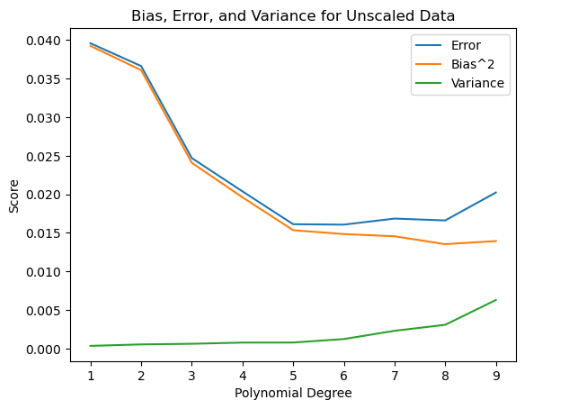 Bias, Error, and Variance for Unscaled Data
Error
Bias^2
Variance
0.040
0.035
0.030
0.025
0.020
0.015
0.010
0.005
0.000
Score
1 2 3 4 5 6 7 8 9
Polynomial Degree